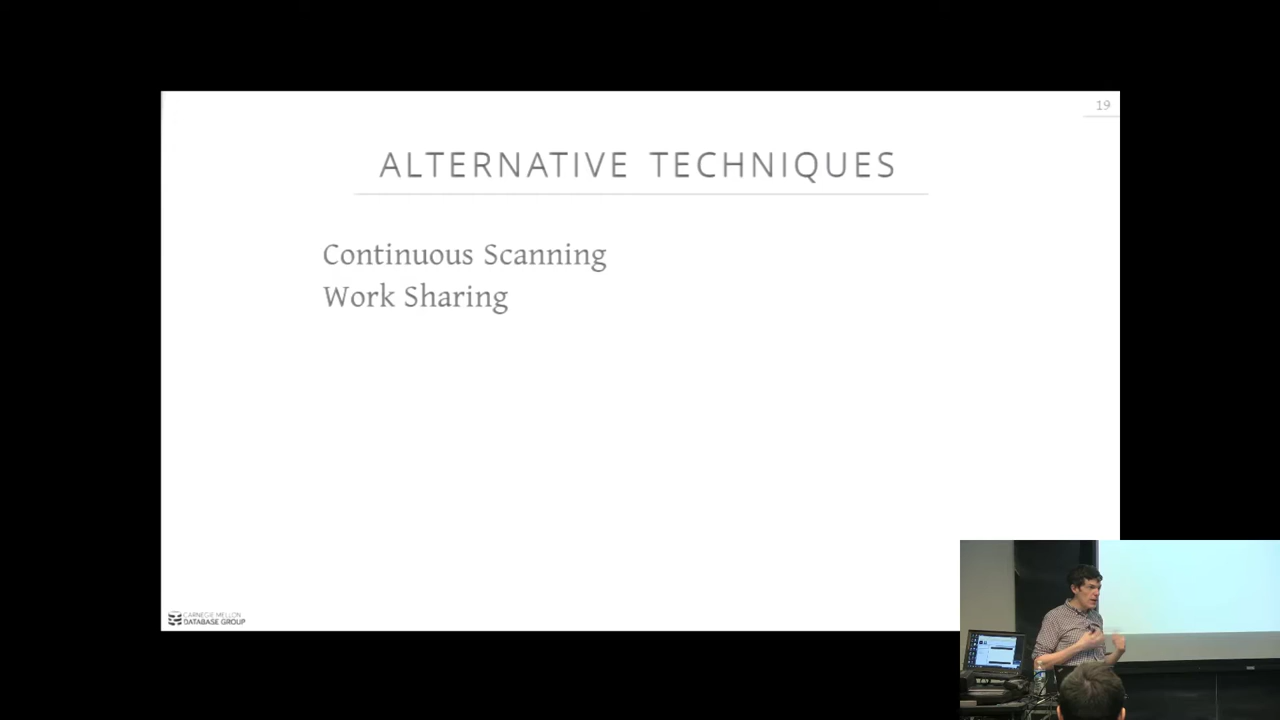 19
ALTERNATIVE TECHNIQUES
Continuous Scanning
Work Sharing
CARNEGIE MELLON
DATABASE GROUP